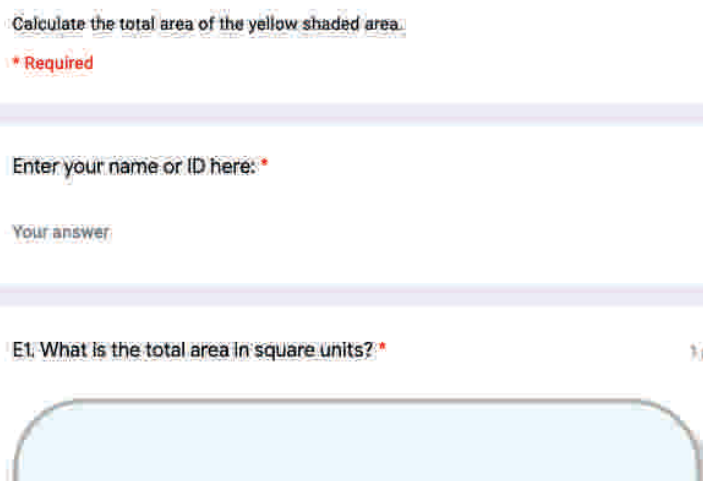 Calculate the total area of the yellow shaded area.
* Required
Enter your name or ID here: *
Your answer
E1. What is the total area in square units? *
1